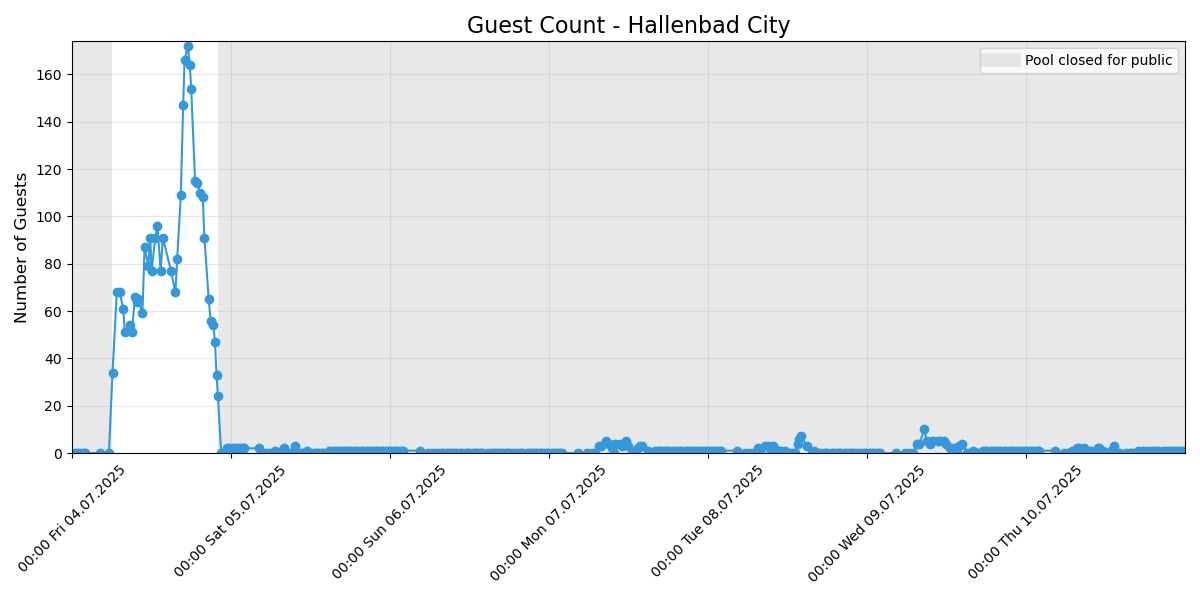 Guest Count - Hallenbad City
Pool closed for public
Number of Guests
160
140
120
100
80
60
40
20
0
00:00 Fri 04.07.2025
00:00 Sat 05.07.2025
00:00 Sun 06.07.2025
00:00 Mon 07.07.2025
00:00 Tue 08.07.2025
00:00 Wed 09.07.2025
00:00 Thu 10.07.2025